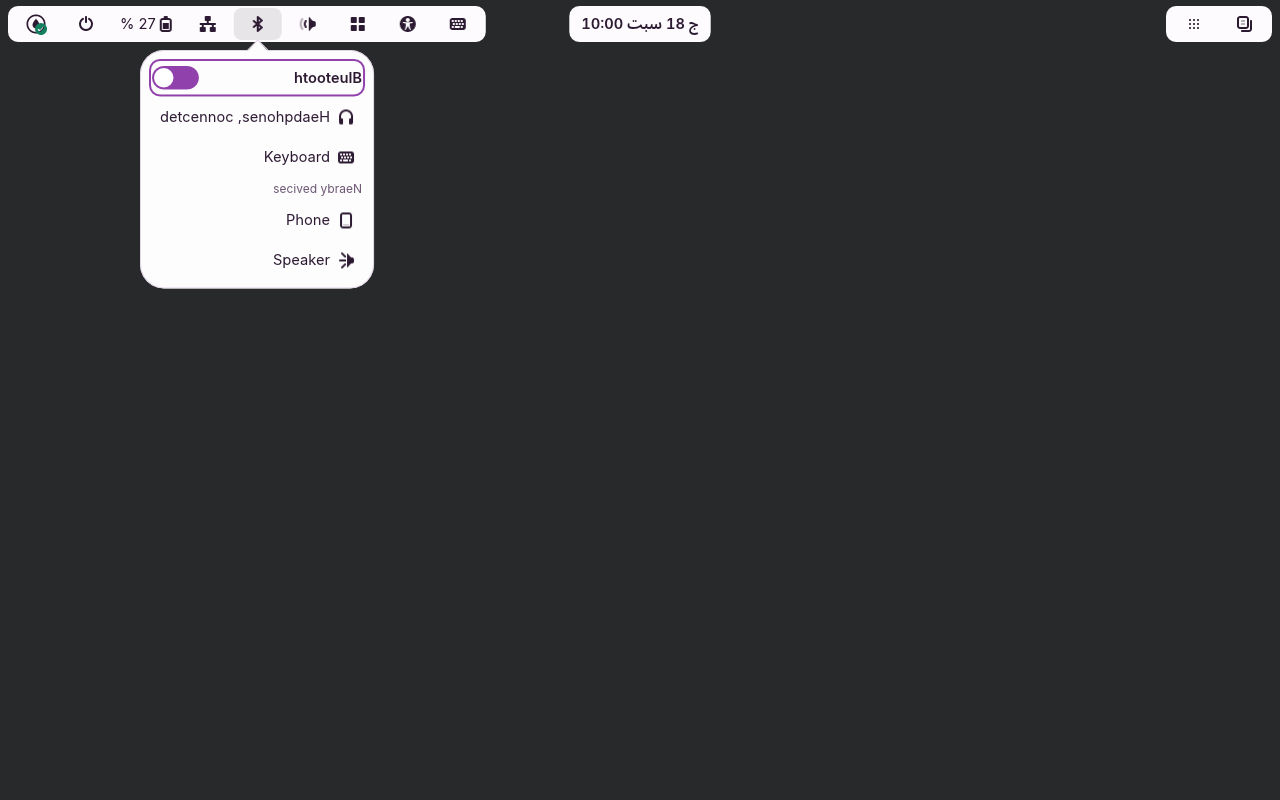 ج 18 سبت 10:00
% 27
htooteulB
detcennoc ,senohpdaeH
Keyboard
secived ybraeN
Phone
Speaker